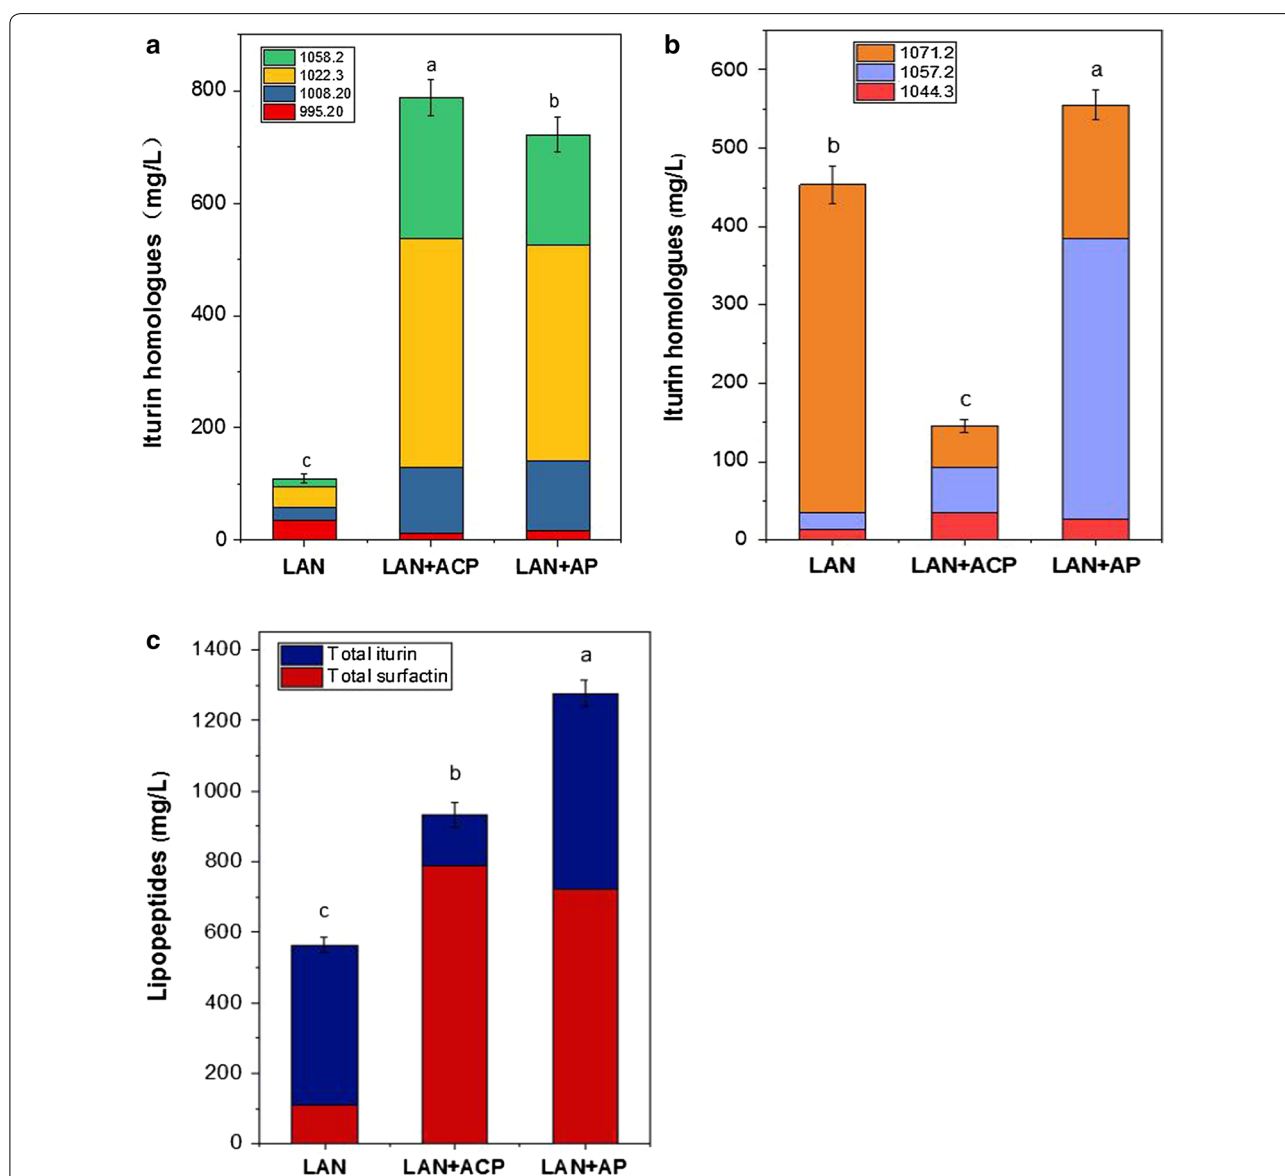 a
Iturin homologues (mg/L)
1058.2
1022.3
1008.20
995.20
800
600
400
200
0
c
a
b
LAN
LAN+ACP
LAN+AP
b
Iturin homologues (mg/L)
1071.2
1057.2
1044.3
600
500
400
300
200
100
0
b
c
a
LAN
LAN+ACP
LAN+AP
c
Lipopeptides (mg/L)
Total iturin
Total surfactin
1400
1200
1000
800
600
400
200
0
c
b
a
LAN
LAN+ACP
LAN+AP